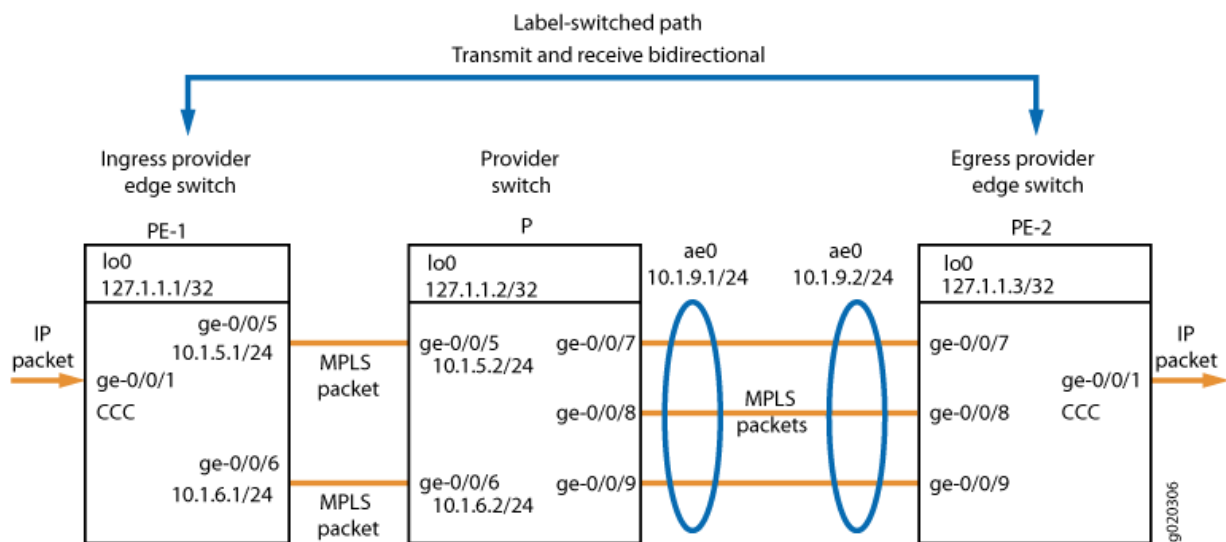 Label-switched path
Transmit and receive bidirectional
Ingress provider
edge switch
Provider
switch
Egress provider
edge switch
PE-1
P
PE-2
lo0
127.1.1.1/32
lo0
127.1.1.2/32
ae0
10.1.9.1/24
ae0
10.1.9.2/24
lo0
127.1.1.3/32
IP
packet
ge-0/0/1
CCC
ge-0/0/5
10.1.5.1/24
ge-0/0/6
10.1.6.1/24
MPLS
packet
MPLS
packet
ge-0/0/5
10.1.5.2/24
ge-0/0/6
10.1.6.2/24
ge-0/0/7
ge-0/0/8
ge-0/0/9
MPLS
packets
ge-0/0/7
ge-0/0/8
ge-0/0/9
ge-0/0/1
CCC
IP
packet
g020306